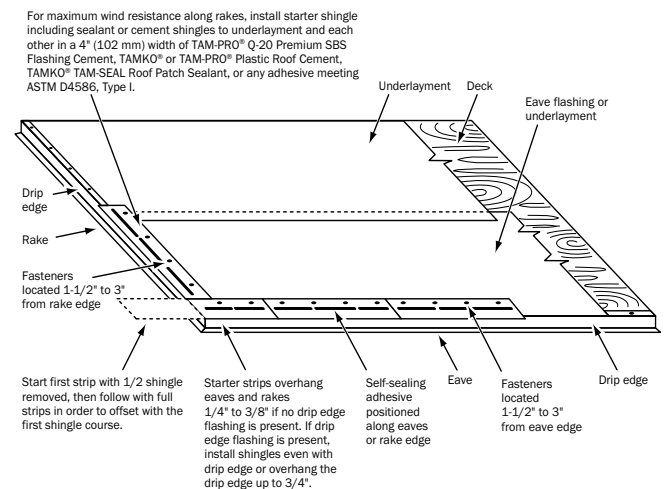 For maximum wind resistance along rakes, install starter shingle
including sealant or cement shingles to underlayment and each
other in a 4" (102 mm) width of TAM-PRO® Q-20 Premium SBS
Flashing Cement, TAMKO® or TAM-PRO® Plastic Roof Cement,
TAMKO® TAM-SEAL Roof Patch Sealant, or any adhesive meeting
ASTM D4586, Type I.
Underlayment
Deck
Eave flashing or
underlayment
Drip
edge
Rake
Fasteners
located 1-1/2" to 3"
from rake edge
Start first strip with 1/2 shingle
removed, then follow with full
strips in order to offset with the
first shingle course.
Starter strips overhang
eaves and rakes
1/4" to 3/8" if no drip edge
flashing is present. If drip
edge flashing is present,
install shingles even with
drip edge or overhang the
drip edge up to 3/4".
Self-sealing
adhesive
positioned
along eaves
or rake edge
Eave
Fasteners
located
1-1/2" to 3"
from eave edge
Drip edge